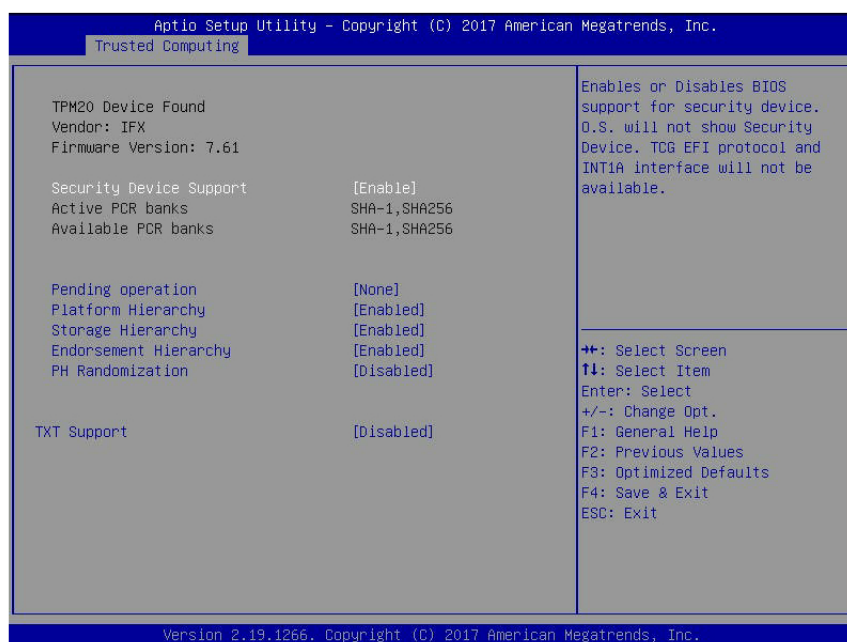 Aptio Setup Utility – Copyright (C) 2017 American Megatrends, Inc.
Trusted Computing
TPM20 Device Found
Vendor: IFX
Firmware Version: 7.61
Security Device Support [Enable]
Active PCR banks SHA-1,SHA256
Available PCR banks SHA-1,SHA256
Pending operation [None]
Platform Hierarchy [Enabled]
Storage Hierarchy [Enabled]
Endorsement Hierarchy [Enabled]
PH Randomization [Disabled]
TXT Support [Disabled]
Enables or Disables BIOS
support for security device.
O.S. will not show Security
Device. TCG EFI protocol and
INT1A interface will not be
available.
→←: Select Screen
↑↓: Select Item
Enter: Select
+/-: Change Opt.
F1: General Help
F2: Previous Values
F3: Optimized Defaults
F4: Save & Exit
ESC: Exit
Version 2.19.1266. Copyright (C) 2017 American Megatrends, Inc.